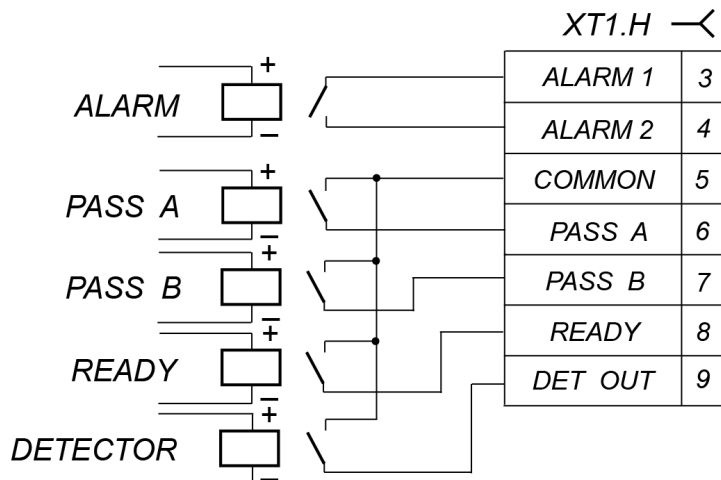 XT1.H
+
ALARM 1 3
ALARM
−
ALARM 2 4
+
COMMON 5
PASS A
PASS A 6
−
+
PASS B
PASS B 7
−
+
READY 8
READY
DET OUT 9
−
+
DETECTOR
−